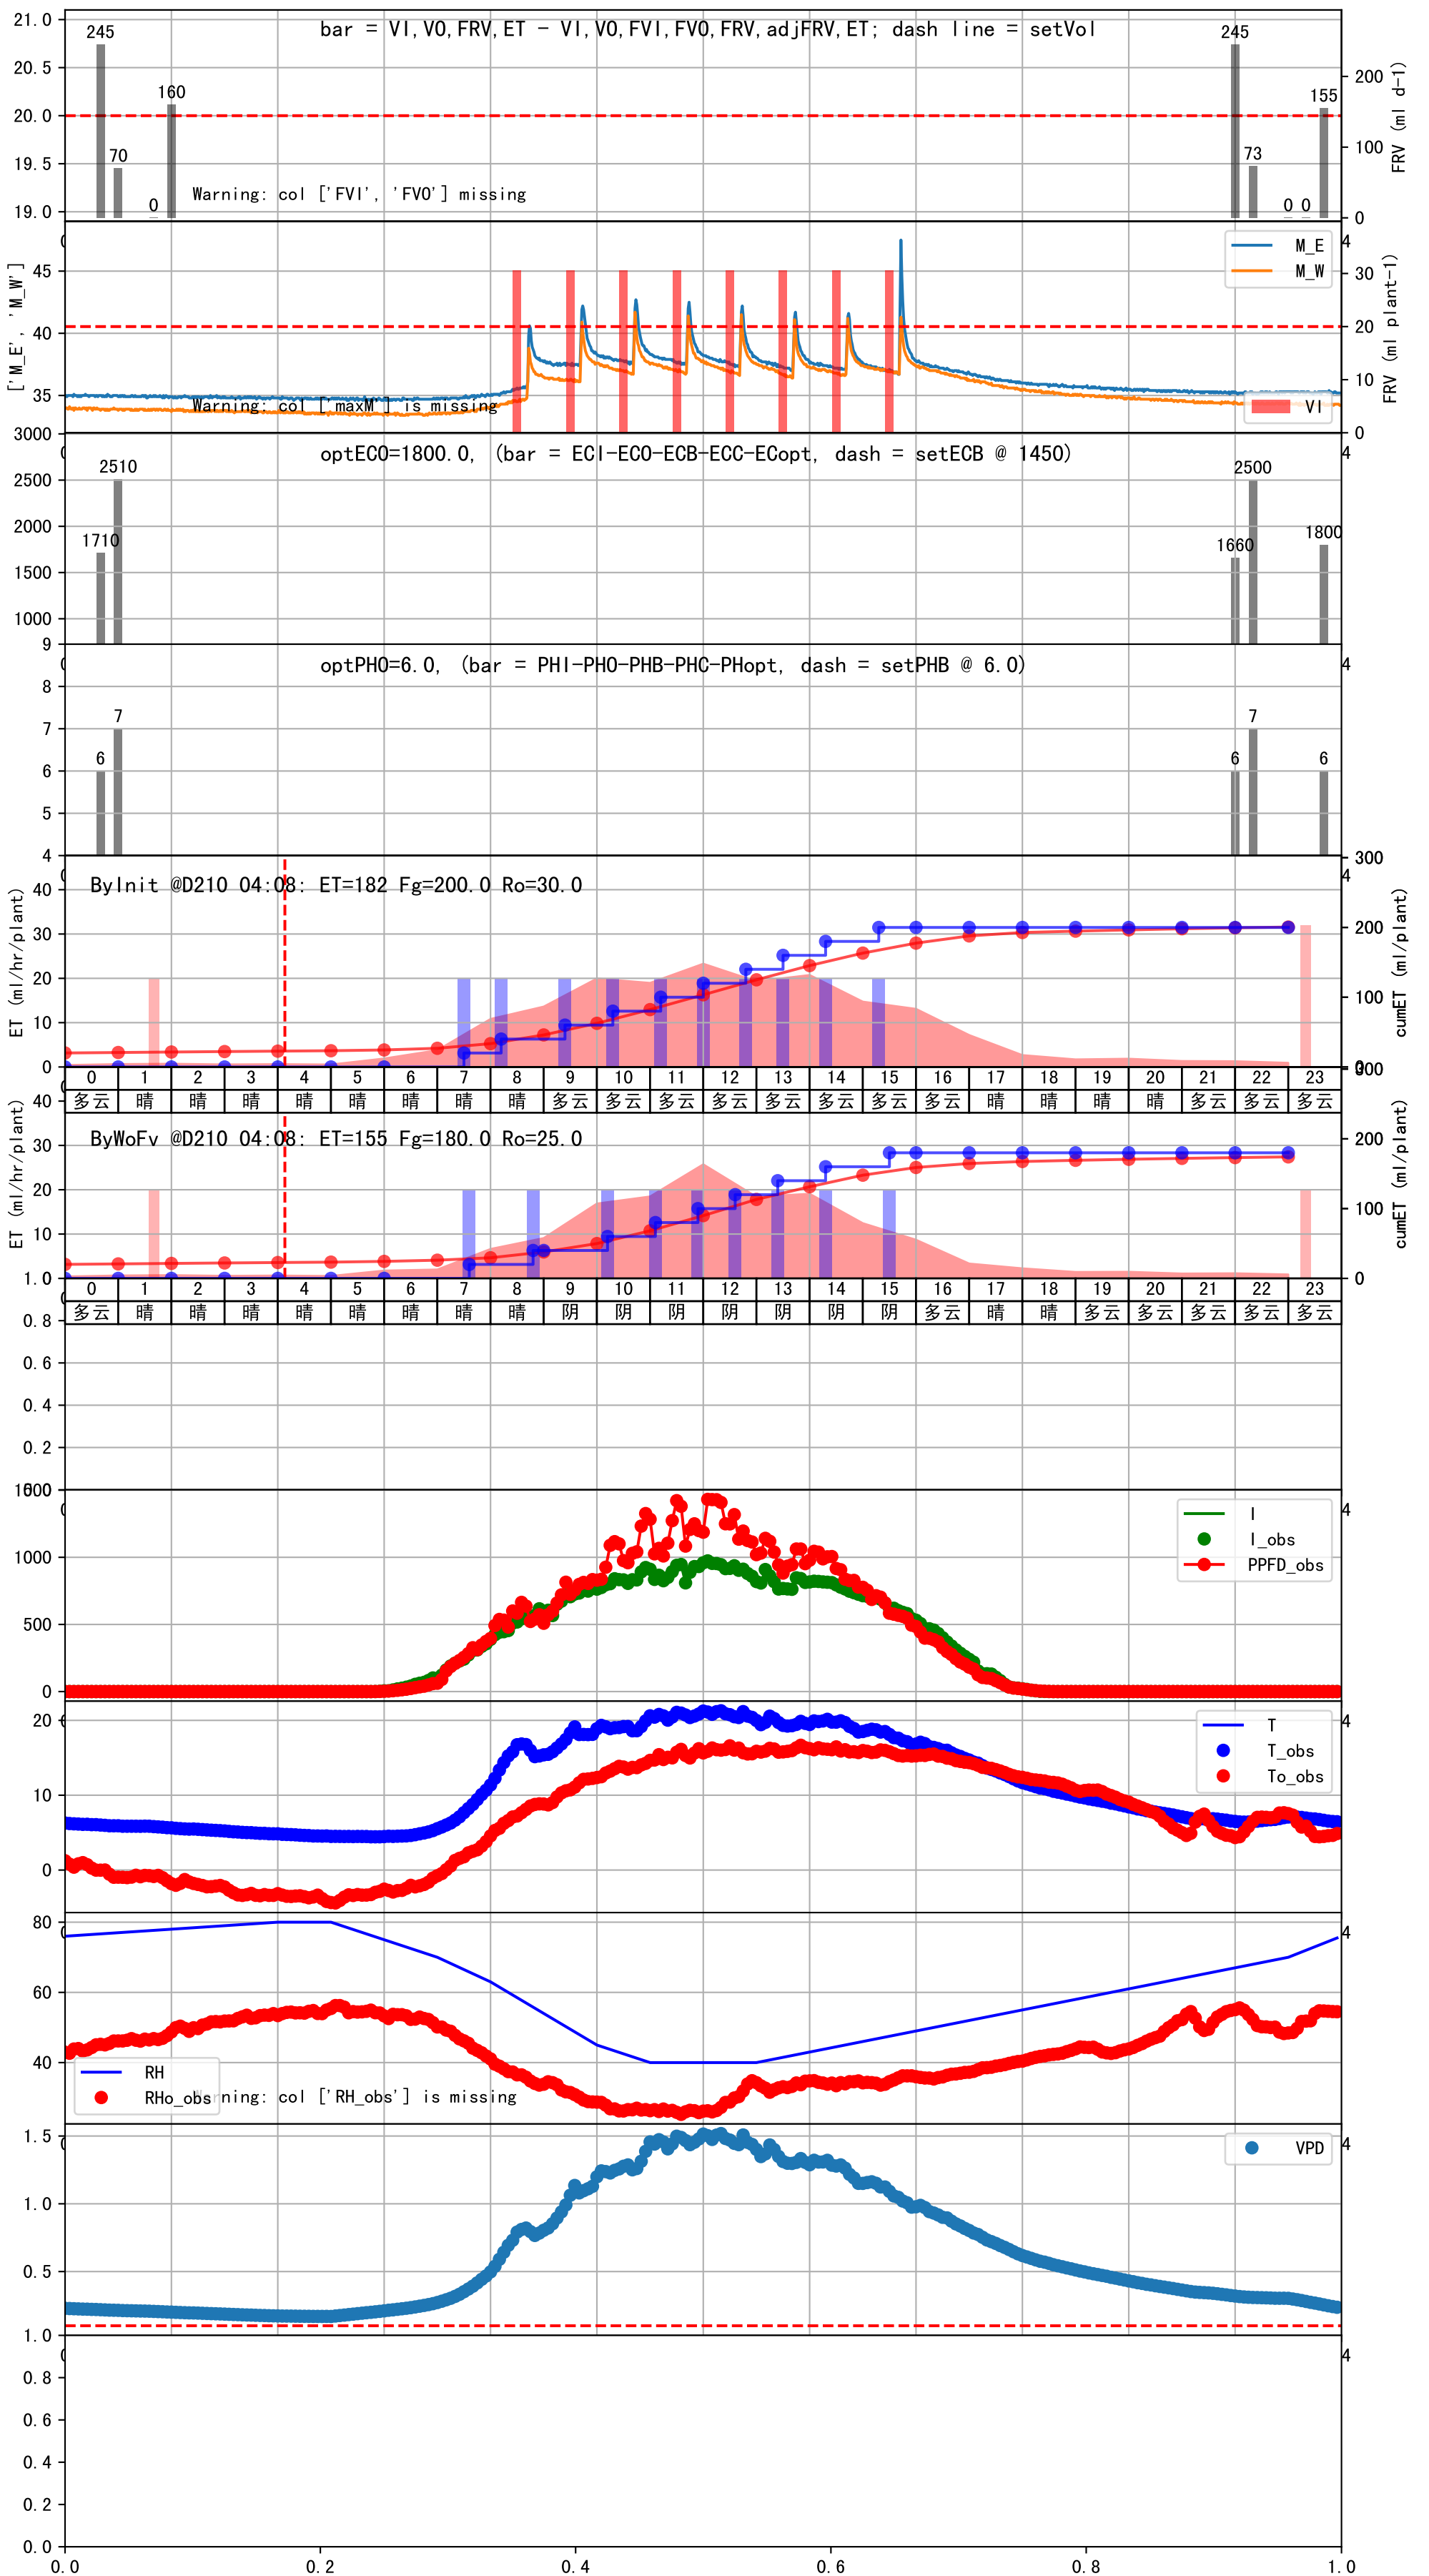 bar = VI,VO,FRV,ET - VI,VO,FVI,FVO,FRV,adjFRV,ET; dash line = setVol
21.0
20.5
20.0
19.5
19.0
245
70
0
160
245
73
0
0
155
Warning: col ['FVI', 'FVO'] missing
200
100
0
FRV (ml d-1)
['M_E', 'M_W']
45
40
35
M_E
M_W
VI
Warning: col ['maxM'] is missing
4
30
20
10
0
FRV (ml plant-1)
optECO=1800.0, (bar = ECI-ECO-ECB-ECC-ECopt, dash = setECB @ 1450)
3000
2500
2000
1500
1000
1710
2510
1660
2500
1800
4
optPHO=6.0, (bar = PHI-PHO-PHB-PHC-PHopt, dash = setPHB @ 6.0)
9
8
7
6
5
4
6
7
6
7
6
4
ByInit @D210 04:08: ET=182 Fg=200.0 Ro=30.0
ET (ml/hr/plant)
40
30
20
10
0
300
4
200
100
cumET (ml/plant)
0 1 2 3 4 5 6 7 8 9 10 11 12 13 14 15 16 17 18 19 20 21 22 23
多云 晴 晴 晴 晴 晴 晴 晴 晴 多云 多云 多云 多云 多云 多云 多云 多云 晴 晴 晴 晴 多云 多云 多云
ByWoFv @D210 04:08: ET=155 Fg=180.0 Ro=25.0
ET (ml/hr/plant)
40
30
20
10
300
200
100
0
cumET (ml/plant)
0 1 2 3 4 5 6 7 8 9 10 11 12 13 14 15 16 17 18 19 20 21 22 23
多云 晴 晴 晴 晴 晴 晴 晴 晴 阴 阴 阴 阴 阴 阴 阴 多云 晴 晴 多云 多云 多云 多云 多云
1.0
0.8
0.6
0.4
0.2
1000
500
0
I
I_obs
PPFD_obs
4
20
10
0
T
T_obs
To_obs
4
80
60
40
RH
RHo_obs
Warning: col ['RH_obs'] is missing
4
1.5
1.0
0.5
VPD
4
1.0
0.8
0.6
0.4
0.2
0.0
4
0.0 0.2 0.4 0.6 0.8 1.0